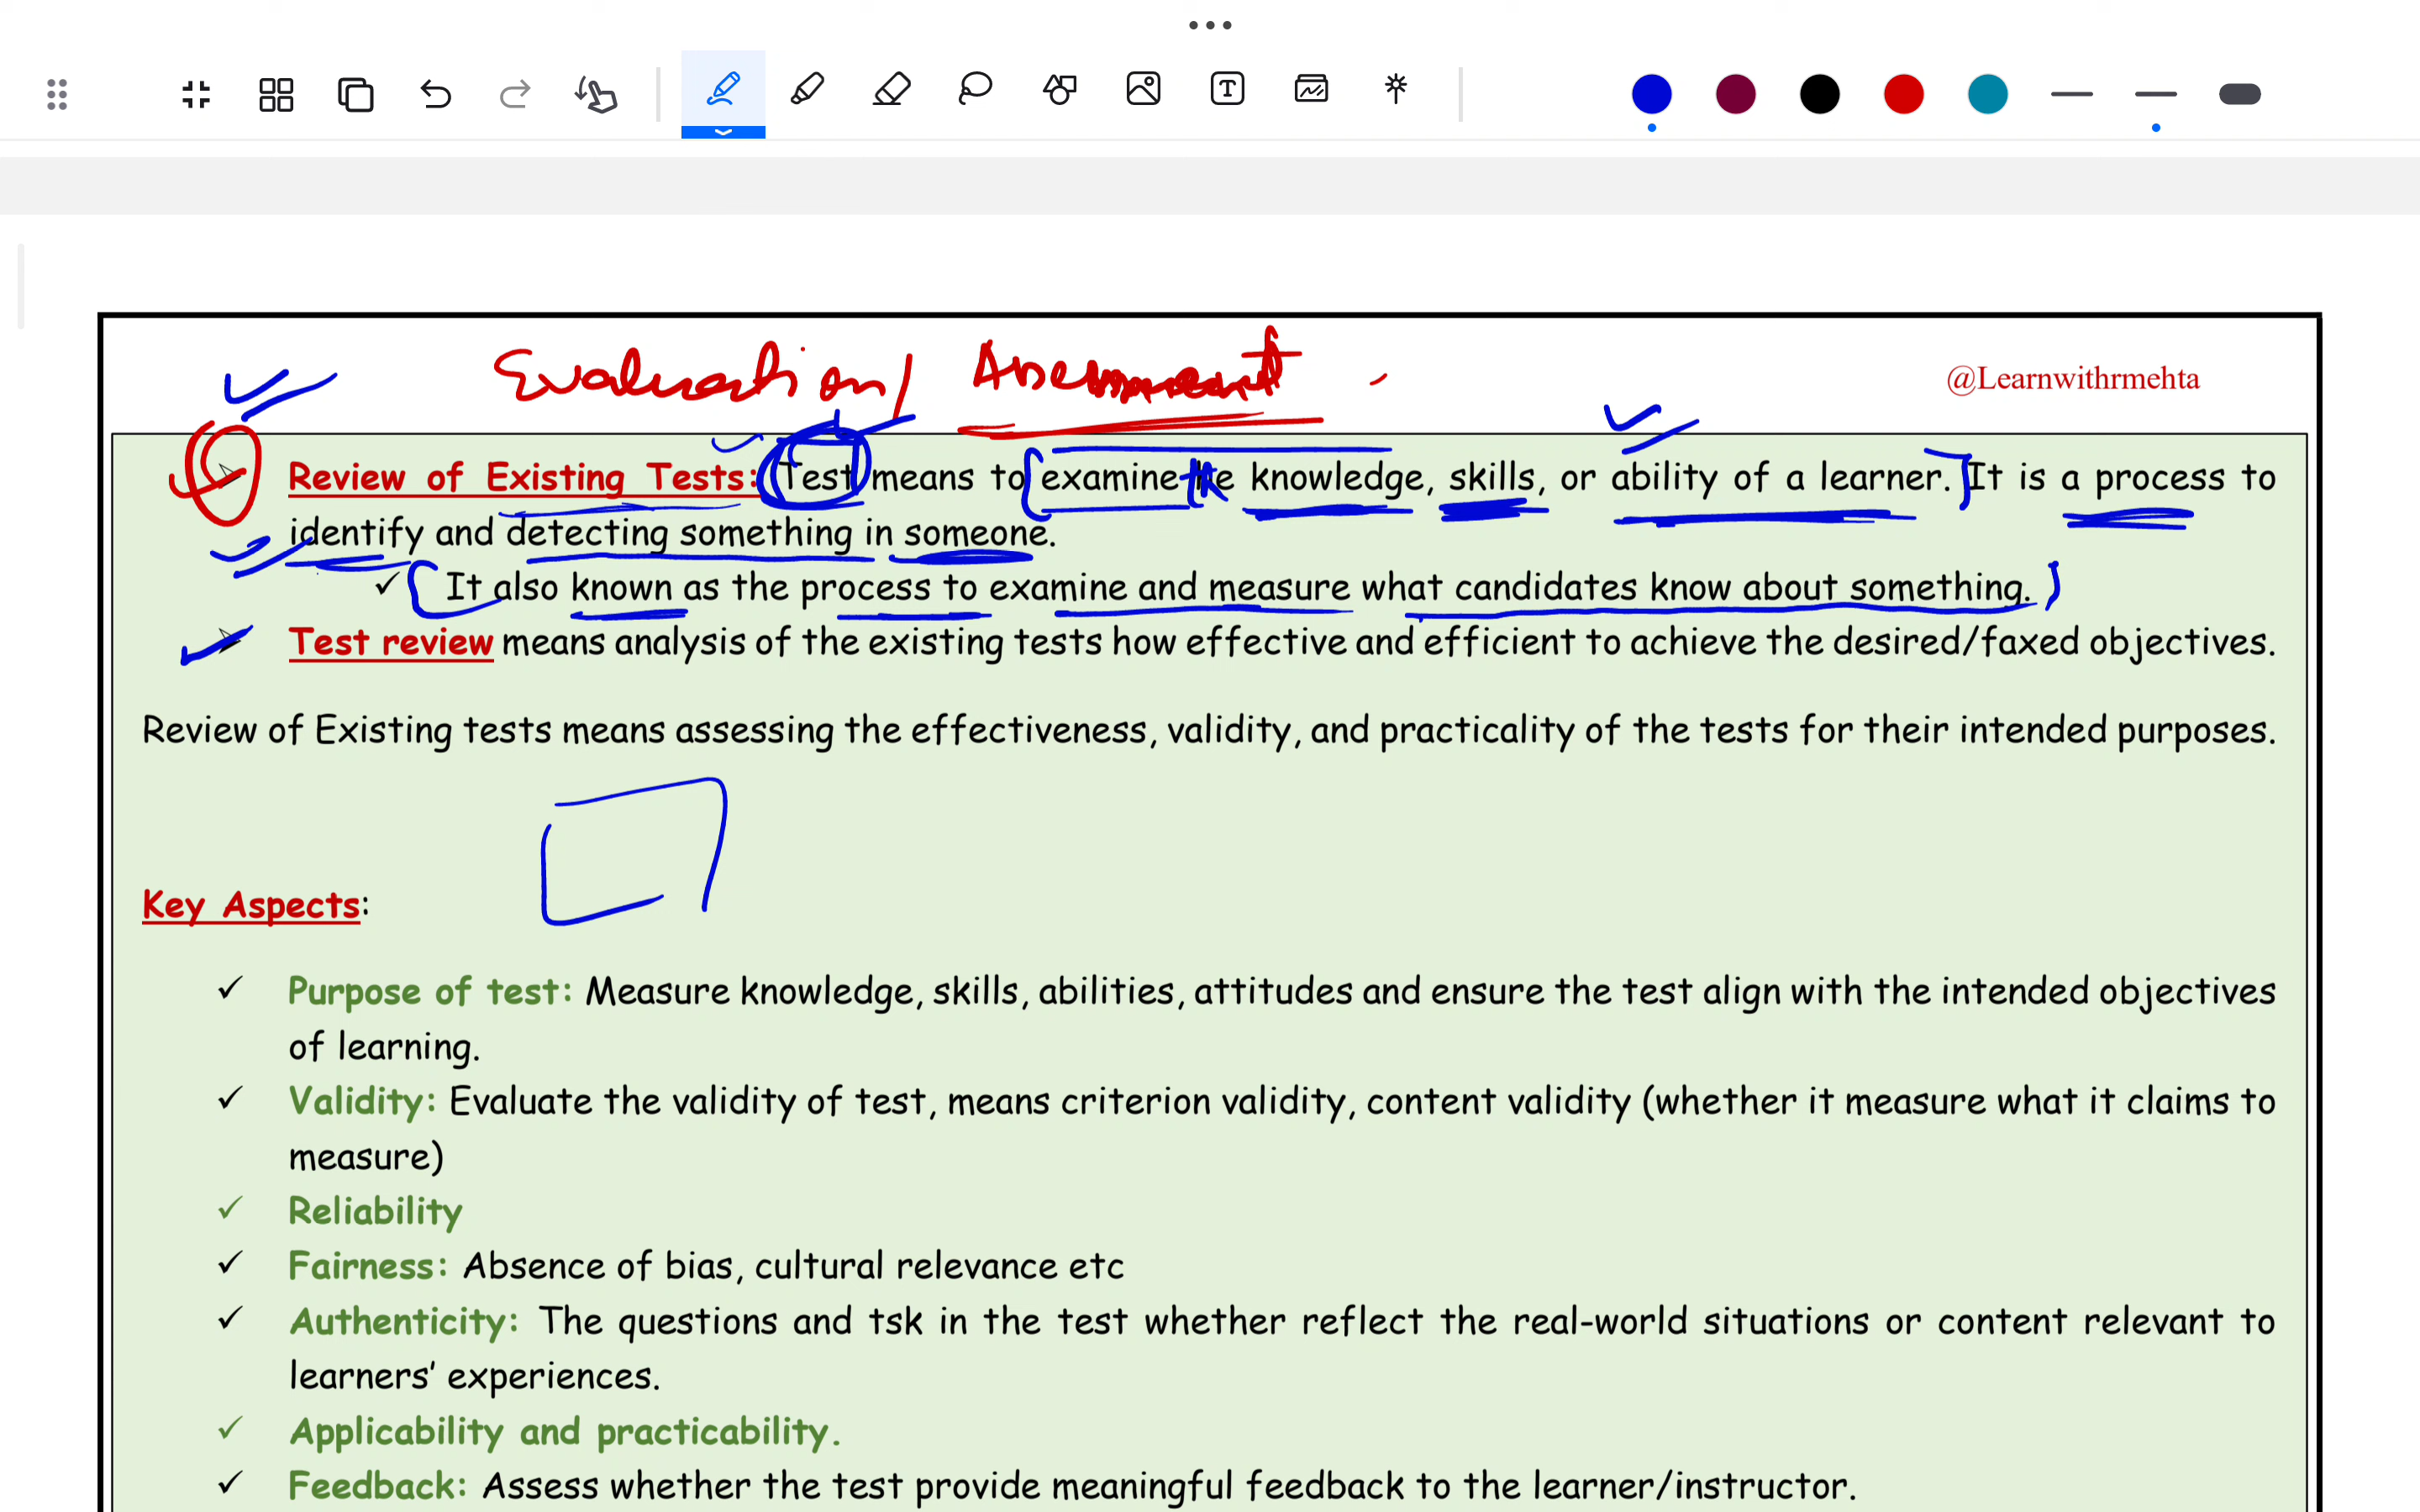 Evaluation/ Assessment
@Learnwithrmehta
Review of Existing Tests: Test means to examine the knowledge, skills, or ability of a learner. It is a process to
identify and detecting something in someone.
✓ It also known as the process to examine and measure what candidates know about something.
Test review means analysis of the existing tests how effective and efficient to achieve the desired/faxed objectives.
Review of Existing tests means assessing the effectiveness, validity, and practicality of the tests for their intended purposes.
Key Aspects:
✓ Purpose of test: Measure knowledge, skills, abilities, attitudes and ensure the test align with the intended objectives
of learning.
✓ Validity: Evaluate the validity of test, means criterion validity, content validity (whether it measure what it claims to
measure)
✓ Reliability
✓ Fairness: Absence of bias, cultural relevance etc
✓ Authenticity: The questions and tsk in the test whether reflect the real-world situations or content relevant to
learners' experiences.
✓ Applicability and practicability.
✓ Feedback: Assess whether the test provide meaningful feedback to the learner/instructor.